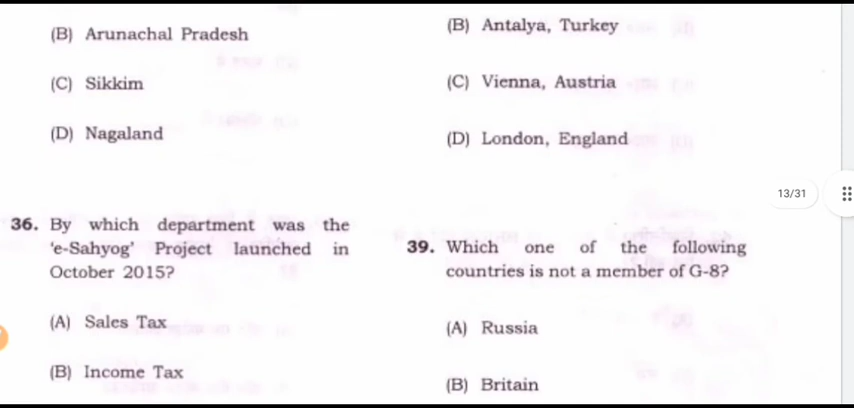 (B) Arunachal Pradesh
(C) Sikkim
(D) Nagaland
36. By which department was the
‘e-Sahyog’ Project launched in
October 2015?
(A) Sales Tax
(B) Income Tax
(B) Antalya, Turkey
(C) Vienna, Austria
(D) London, England
39. Which one of the following
countries is not a member of G-8?
(A) Russia
(B) Britain
13/31